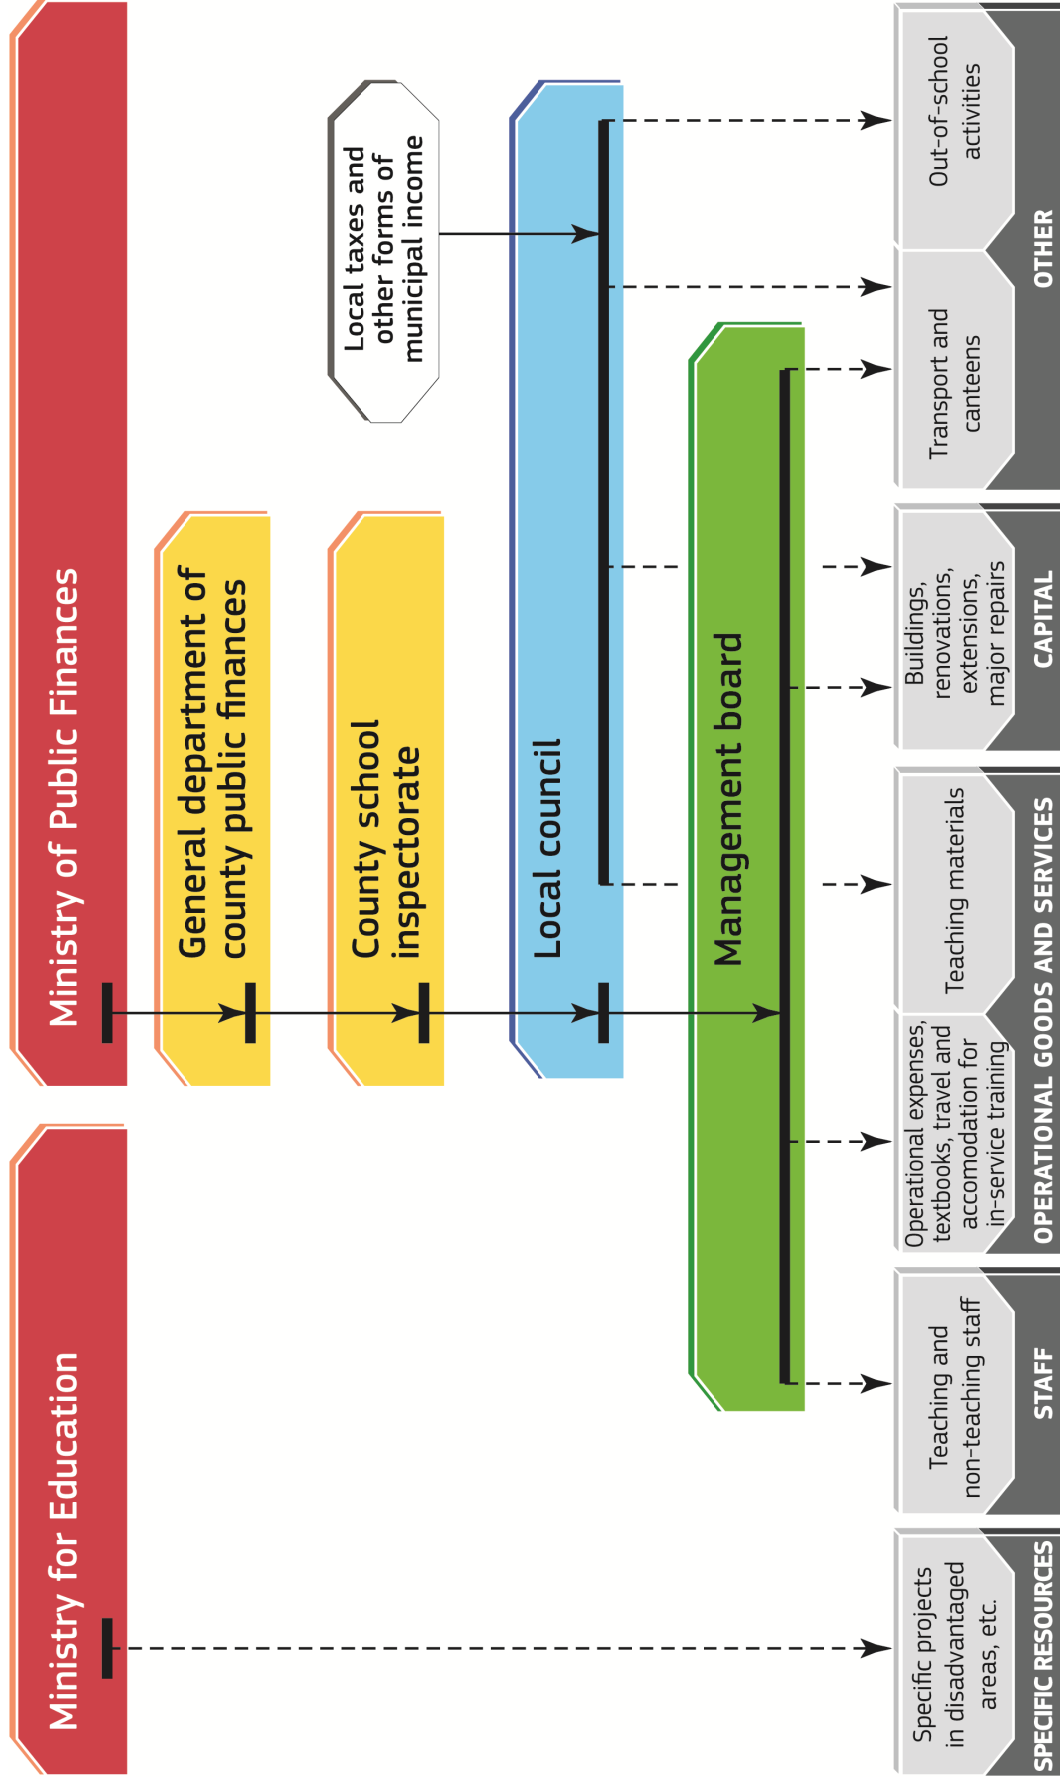 Ministry for Education
Ministry of Public Finances
General department of
county public finances
County school
inspectorate
Local taxes and
other forms of
municipal income
Local council
Management board
Specific projects
in disadvantaged
areas, etc.
Teaching and
non-teaching staff
Operational expenses,
textbooks, travel and
accomodation for
in-service training
Teaching materials
Buildings,
renovations,
extensions,
major repairs
Transport and
canteens
Out-of-school
activities
SPECIFIC RESOURCES
STAFF
OPERATIONAL GOODS AND SERVICES
CAPITAL
OTHER